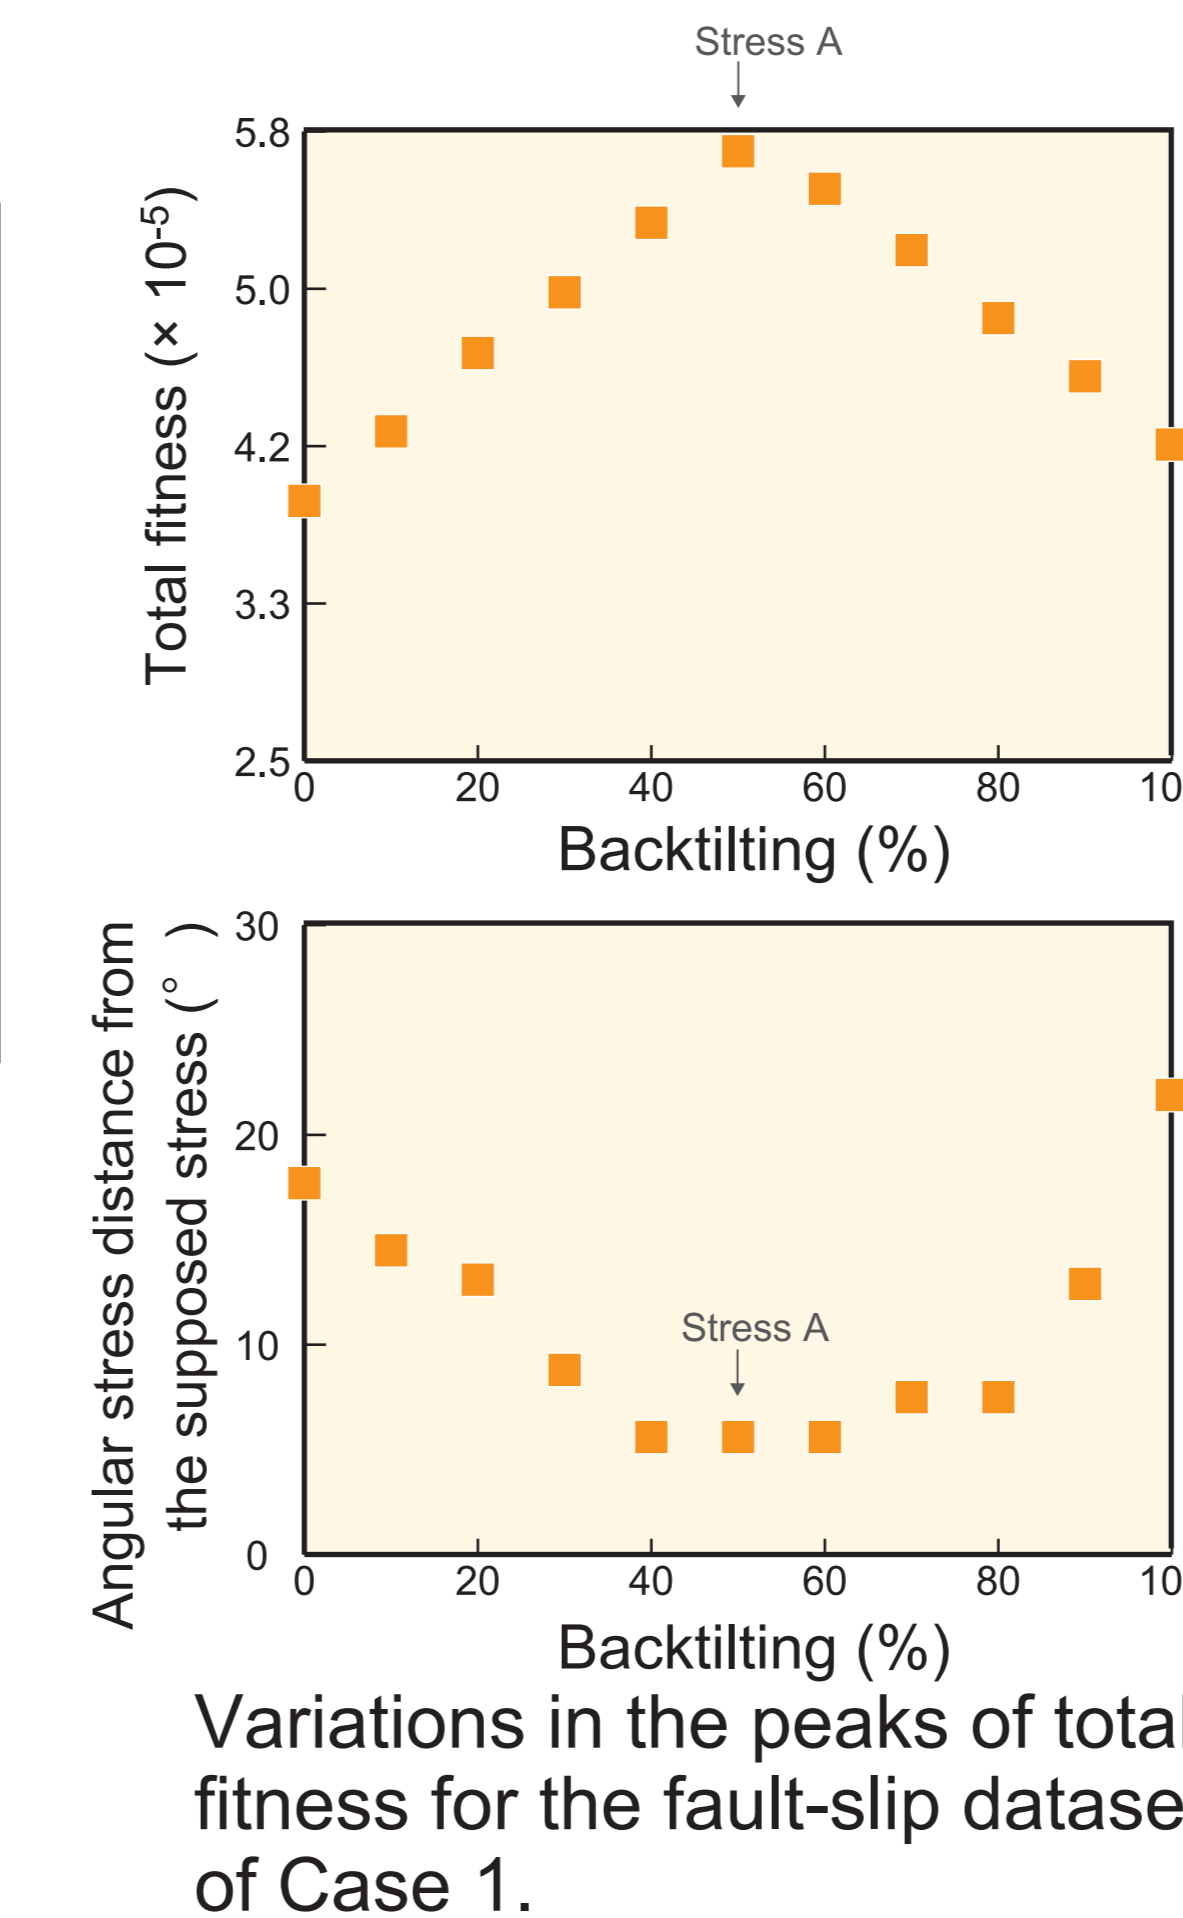 Stress A
Total fitness (× 10-5)
5.8
5.0
4.2
3.3
2.5
0 20 40 60 80 10
Backtilting (%)
Angular stress distance from
the supposed stress (° )
30
20
10
0
Stress A
0 20 40 60 80 10
Backtilting (%)
Variations in the peaks of total
fitness for the fault-slip datase
of Case 1.